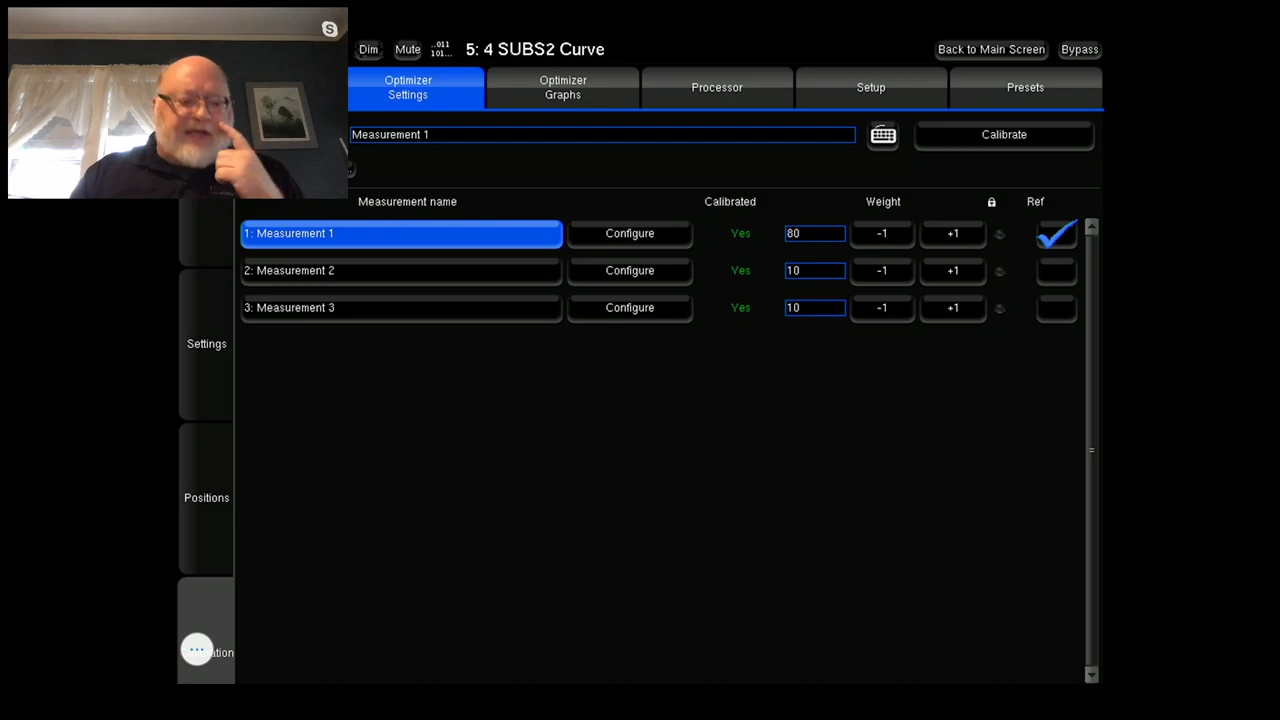 Dim Mute ..011 101... 5: 4 SUBS2 Curve Back to Main Screen Bypass
Optimizer Settings
Optimizer Graphs
Processor
Setup
Presets
Measurement 1
Calibrate
Measurement name Calibrated Weight Ref
1: Measurement 1 Configure Yes 80 -1 +1
2: Measurement 2 Configure Yes 10 -1 +1
3: Measurement 3 Configure Yes 10 -1 +1
Settings
Positions
ation